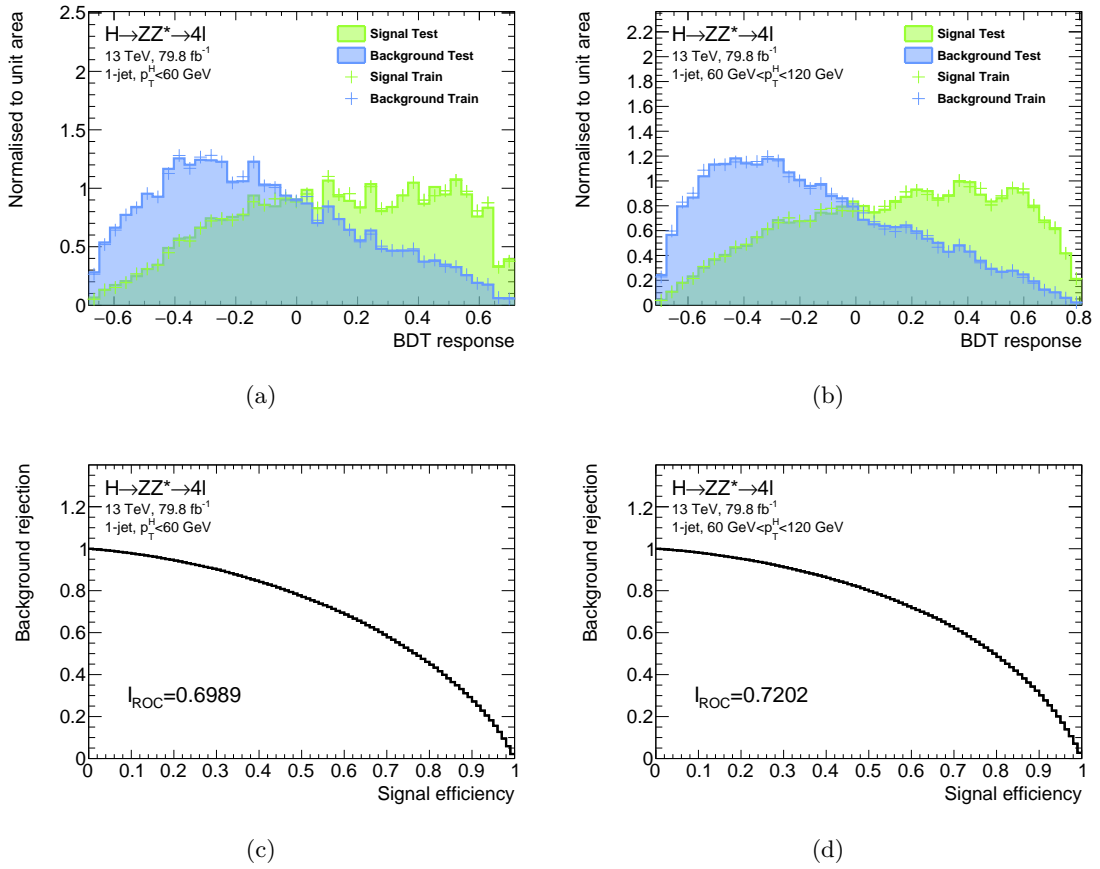 Normalised to unit area
2.5
2
1.5
1
0.5
0
H→ZZ*→4l
13 TeV, 79.8 fb⁻¹
1-jet, p_T^H<60 GeV
Signal Test
Background Test
Signal Train
Background Train
−0.6 −0.4 −0.2 0 0.2 0.4 0.6
BDT response
(a)
Normalised to unit area
2.2
2
1.8
1.6
1.4
1.2
1
0.8
0.6
0.4
0.2
0
H→ZZ*→4l
13 TeV, 79.8 fb⁻¹
1-jet, 60 GeV<p_T^H<120 GeV
Signal Test
Background Test
Signal Train
Background Train
−0.6 −0.4 −0.2 0 0.2 0.4 0.6 0.8
BDT response
(b)
Background rejection
1.2
1
0.8
0.6
0.4
0.2
0
H→ZZ*→4l
13 TeV, 79.8 fb⁻¹
1-jet, p_T^H<60 GeV
I_ROC=0.6989
0 0.1 0.2 0.3 0.4 0.5 0.6 0.7 0.8 0.9 1
Signal efficiency
(c)
Background rejection
1.2
1
0.8
0.6
0.4
0.2
0
H→ZZ*→4l
13 TeV, 79.8 fb⁻¹
1-jet, 60 GeV<p_T^H<120 GeV
I_ROC=0.7202
0 0.1 0.2 0.3 0.4 0.5 0.6 0.7 0.8 0.9 1
Signal efficiency
(d)